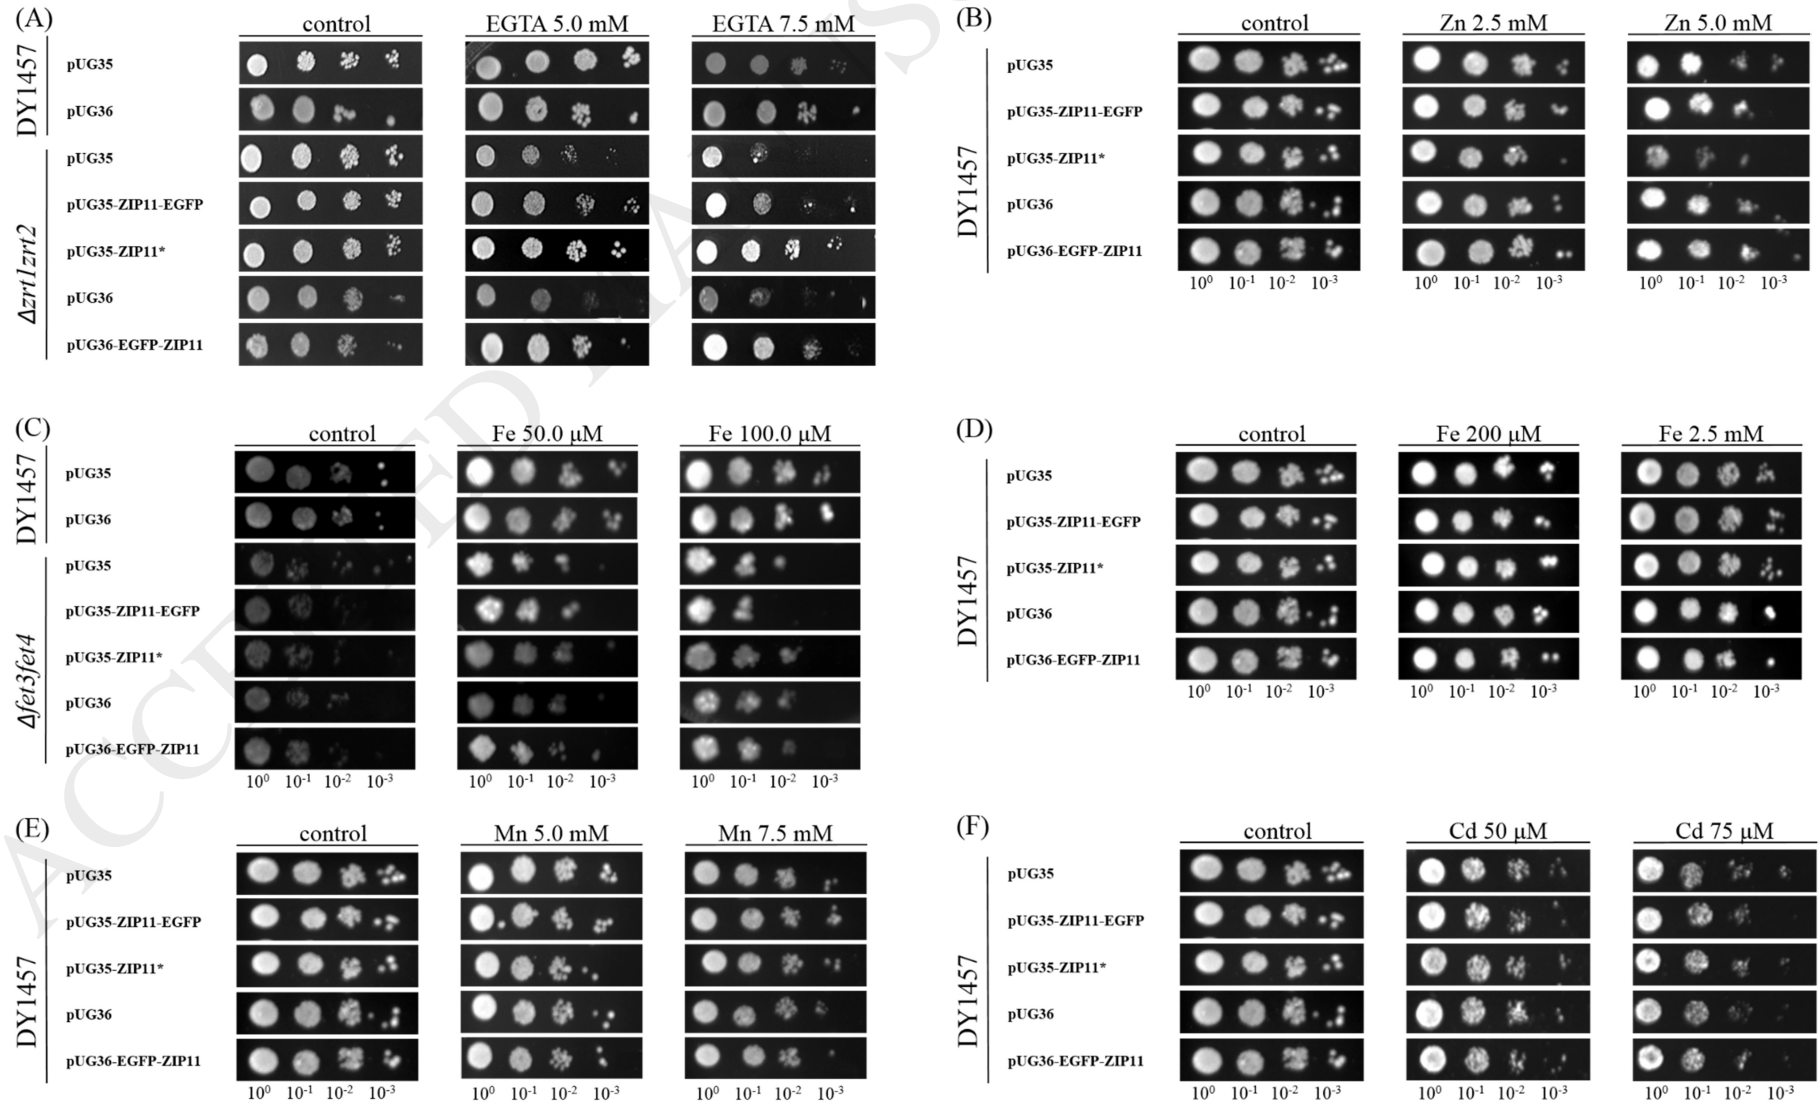 (A)
control
EGTA 5.0 mM
EGTA 7.5 mM
DY1457
pUG35
pUG36
Δzrt1zrt2
pUG35
pUG35-ZIP11-EGFP
pUG35-ZIP11*
pUG36
pUG36-EGFP-ZIP11
(B)
control
Zn 2.5 mM
Zn 5.0 mM
DY1457
pUG35
pUG35-ZIP11-EGFP
pUG35-ZIP11*
pUG36
pUG36-EGFP-ZIP11
10⁰ 10⁻¹ 10⁻² 10⁻³ 10⁰ 10⁻¹ 10⁻² 10⁻³ 10⁰ 10⁻¹ 10⁻² 10⁻³
(C)
control
Fe 50.0 µM
Fe 100.0 µM
DY1457
pUG35
pUG36
Δfet3fet4
pUG35
pUG35-ZIP11-EGFP
pUG35-ZIP11*
pUG36
pUG36-EGFP-ZIP11
10⁰ 10⁻¹ 10⁻² 10⁻³ 10⁰ 10⁻¹ 10⁻² 10⁻³ 10⁰ 10⁻¹ 10⁻² 10⁻³
(D)
control
Fe 200 µM
Fe 2.5 mM
DY1457
pUG35
pUG35-ZIP11-EGFP
pUG35-ZIP11*
pUG36
pUG36-EGFP-ZIP11
10⁰ 10⁻¹ 10⁻² 10⁻³ 10⁰ 10⁻¹ 10⁻² 10⁻³ 10⁰ 10⁻¹ 10⁻² 10⁻³
(E)
control
Mn 5.0 mM
Mn 7.5 mM
DY1457
pUG35
pUG35-ZIP11-EGFP
pUG35-ZIP11*
pUG36
pUG36-EGFP-ZIP11
10⁰ 10⁻¹ 10⁻² 10⁻³ 10⁰ 10⁻¹ 10⁻² 10⁻³ 10⁰ 10⁻¹ 10⁻² 10⁻³
(F)
control
Cd 50 µM
Cd 75 µM
DY1457
pUG35
pUG35-ZIP11-EGFP
pUG35-ZIP11*
pUG36
pUG36-EGFP-ZIP11
10⁰ 10⁻¹ 10⁻² 10⁻³ 10⁰ 10⁻¹ 10⁻² 10⁻³ 10⁰ 10⁻¹ 10⁻² 10⁻³